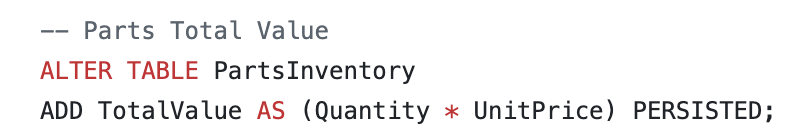 -- Parts Total Value
ALTER TABLE PartsInventory
ADD TotalValue AS (Quantity * UnitPrice) PERSISTED;